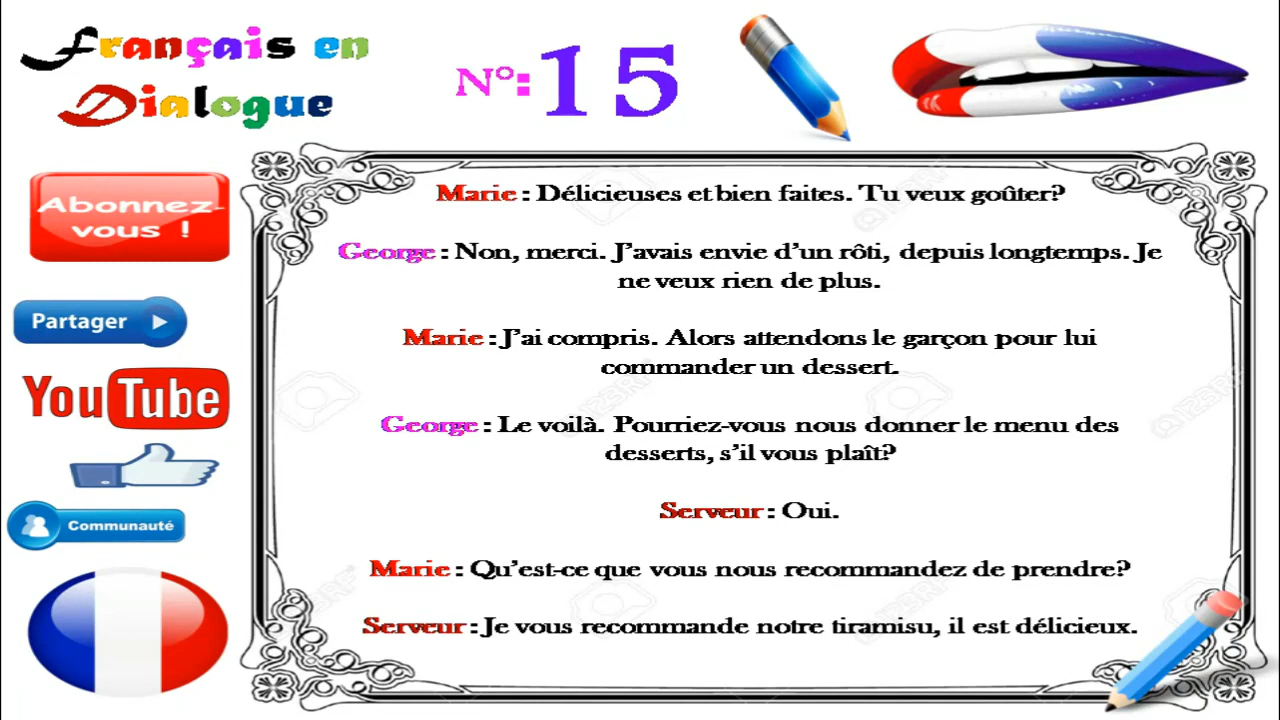 Français en
Dialogue
N°:15
Abonnez-
vous !
Partager
YouTube
Communauté
Marie : Délicieuses et bien faites. Tu veux goûter?
George : Non, merci. J’avais envie d’un rôti, depuis longtemps. Je
ne veux rien de plus.
Marie : J’ai compris. Alors attendons le garçon pour lui
commander un dessert.
George : Le voilà. Pourriez-vous nous donner le menu des
desserts, s’il vous plaît?
Serveur : Oui.
Marie : Qu’est-ce que vous nous recommandez de prendre?
Serveur : Je vous recommande notre tiramisu, il est délicieux.